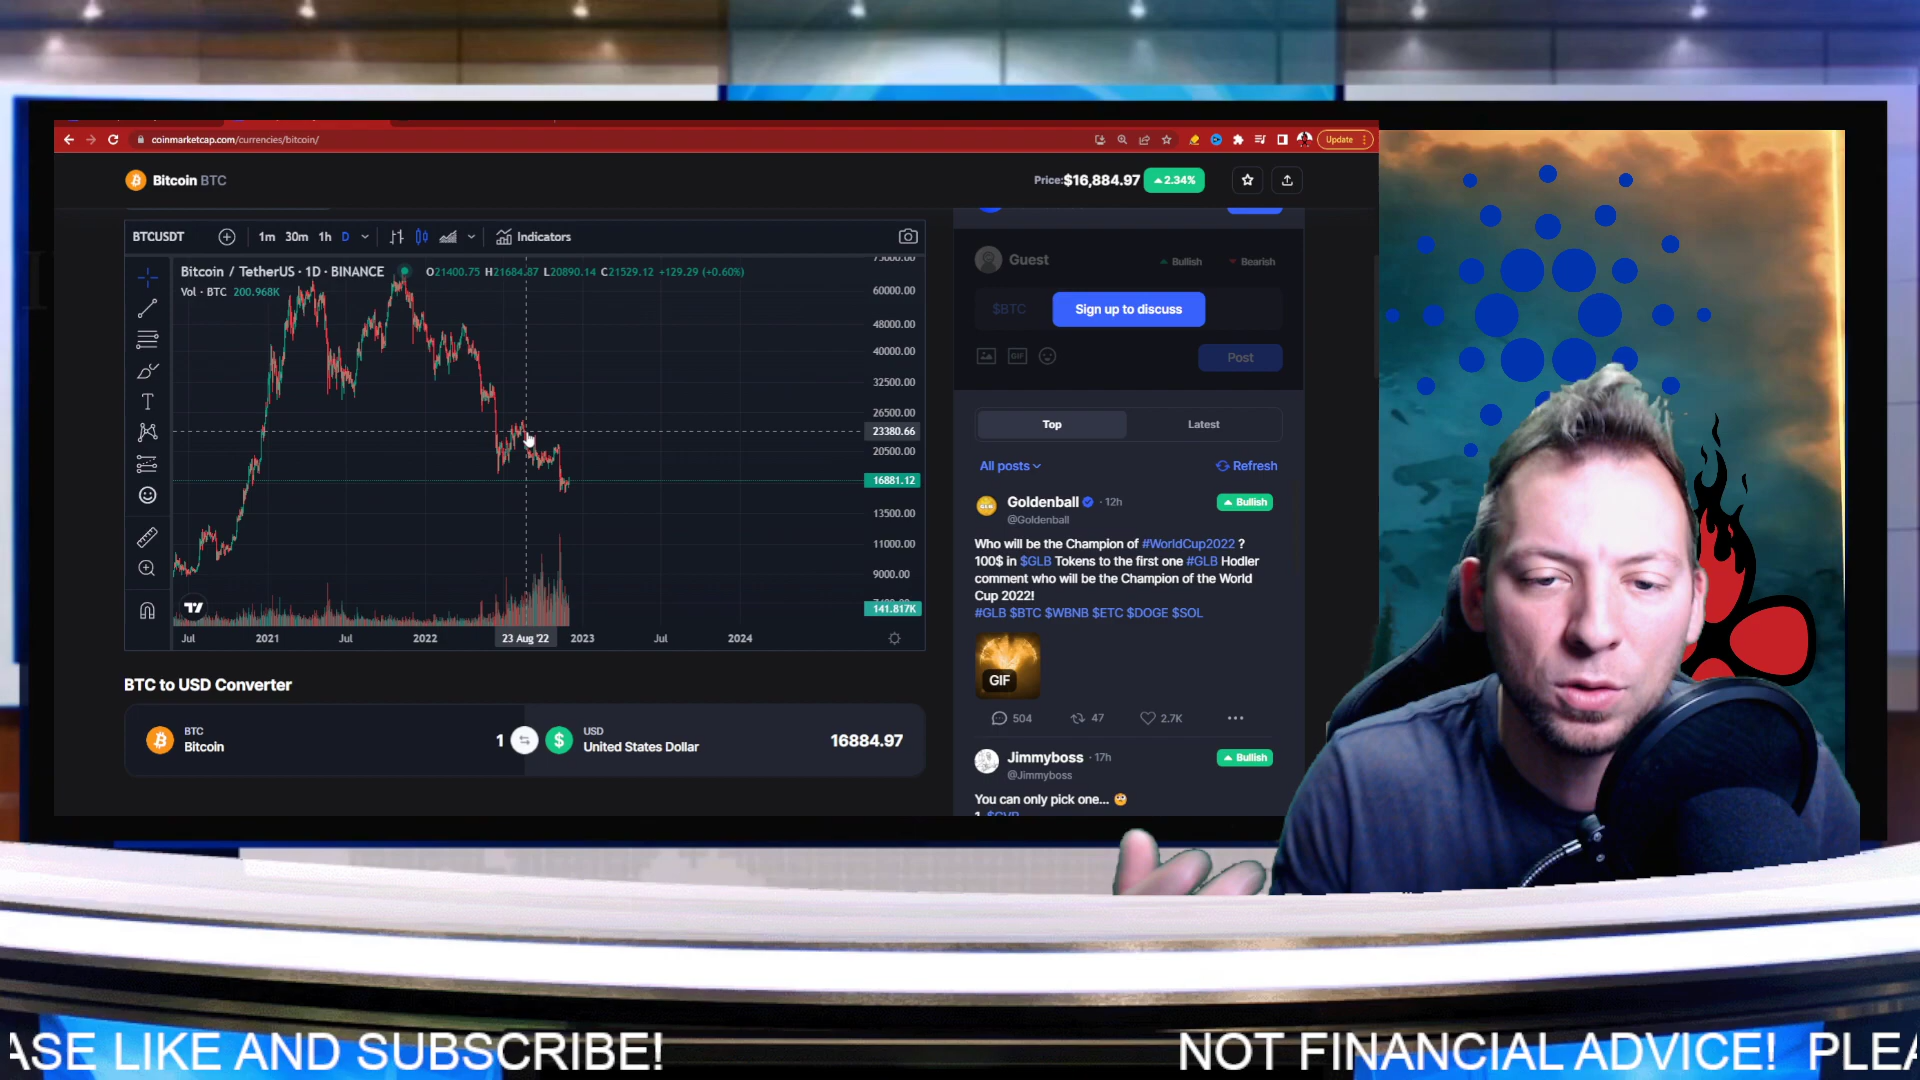 coinmarketcap.com/currencies/bitcoin/
Update
Bitcoin BTC
Price:$16,884.97 2.34%
BTCUSDT 1m 30m 1h D Indicators
Bitcoin / TetherUS · 1D · BINANCE O21400.75 H21684.87 L20890.14 C21529.12 +129.29 (+0.60%)
Vol · BTC 200.968K
75000.00
60000.00
48000.00
40000.00
32500.00
26500.00
23380.66
20500.00
16881.12
13500.00
11000.00
9000.00
141.817K
Jul 2021 Jul 2022 23 Aug '22 2023 Jul 2024
BTC to USD Converter
BTC
Bitcoin
1
USD
United States Dollar
16884.97
Guest
Bullish Bearish
$BTC
Sign up to discuss
GIF
Post
Top Latest
All posts Refresh
Goldenball · 12h Bullish
@Goldenball
Who will be the Champion of #WorldCup2022 ?
100$ in $GLB Tokens to the first one #GLB Hodler
comment who will be the Champion of the World
Cup 2022!
#GLB $BTC $WBNB $ETC $DOGE $SOL
GIF
504 47 2.7K
Jimmyboss · 17h Bullish
@Jimmyboss
You can only pick one...
ASE LIKE AND SUBSCRIBE! NOT FINANCIAL ADVICE! PLEA